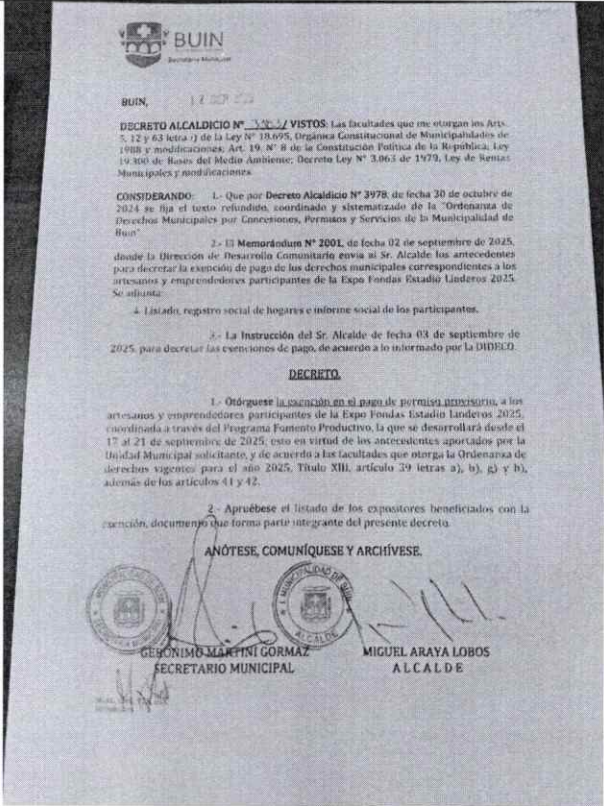 BUIN
Secretaría Municipal
BUIN,
DECRETO ALCALDICIO N° / VISTOS: Las facultades que me otorgan los Arts.
5, 12 y 63 letra i) de la Ley N° 18.695, Orgánica Constitucional de Municipalidades de
1988 y modificaciones; Art. 19. N° 8 de la Constitución Política de la República; Ley
19.300 de Bases del Medio Ambiente; Decreto Ley N° 3.063 de 1979, Ley de Rentas
Municipales y modificaciones
CONSIDERANDO: 1.- Que por Decreto Alcaldicio N° 3978, de fecha 30 de octubre de
2024 se fija el texto refundido, coordinado y sistematizado de la "Ordenanza de
Derechos Municipales por Concesiones, Permisos y Servicios de la Municipalidad de
Buin"
2.- El Memorándum N° 2001, de fecha 02 de septiembre de 2025,
donde la Dirección de Desarrollo Comunitario envía al Sr. Alcalde los antecedentes
para decretar la exención de pago de los derechos municipales correspondientes a los
artesanos y emprendedores participantes de la Expo Fondas Estadio Linderos 2025.
Se adjunta:
Listado, registro social de hogares e informe social de los participantes.
3.- La Instrucción del Sr. Alcalde de fecha 03 de septiembre de
2025, para decretar las exenciones de pago, de acuerdo a lo informado por la DIDECO.
DECRETO.
1.- Otórguese la exención en el pago de permiso provisorio, a los
artesanos y emprendedores participantes de la Expo Fondas Estadio Linderos 2025,
coordinada a través del Programa Fomento Productivo, la que se desarrollará desde el
17 al 21 de septiembre de 2025; esto en virtud de los antecedentes aportados por la
Unidad Municipal solicitante, y de acuerdo a las facultades que otorga la Ordenanza de
derechos vigentes para el año 2025, Título XIII, artículo 39 letras a), b), g) y h),
además de los artículos 41 y 42.
2.- Apruébese el listado de los expositores beneficiados con la
exención, documento que forma parte integrante del presente decreto.
ANÓTESE, COMUNÍQUESE Y ARCHÍVESE.
I. MUNICIPALIDAD DE BUIN
ALCALDE
GERÓNIMO MARTINI GORMAZ
SECRETARIO MUNICIPAL
MIGUEL ARAYA LOBOS
ALCALDE